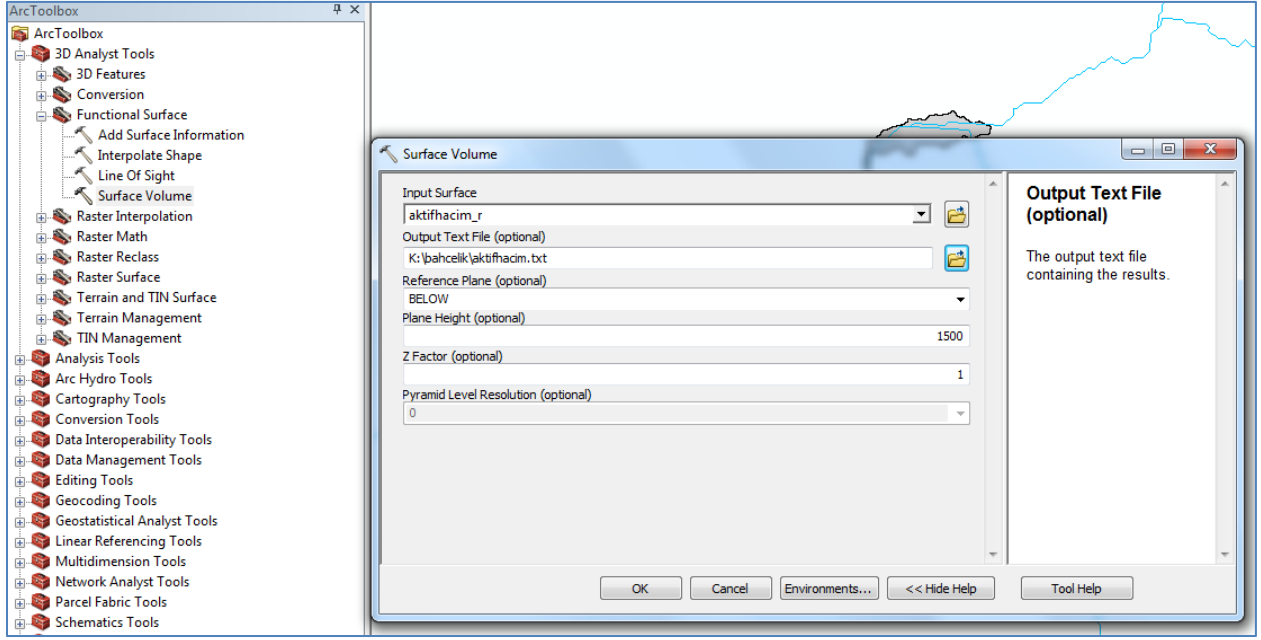 ArcToolbox
ArcToolbox
3D Analyst Tools
3D Features
Conversion
Functional Surface
Add Surface Information
Interpolate Shape
Line Of Sight
Surface Volume
Raster Interpolation
Raster Math
Raster Reclass
Raster Surface
Terrain and TIN Surface
Terrain Management
TIN Management
Analysis Tools
Arc Hydro Tools
Cartography Tools
Conversion Tools
Data Interoperability Tools
Data Management Tools
Editing Tools
Geocoding Tools
Geostatistical Analyst Tools
Linear Referencing Tools
Multidimension Tools
Network Analyst Tools
Parcel Fabric Tools
Schematics Tools
Surface Volume
Input Surface
aktifhacim_r
Output Text File (optional)
K:\bahcelik\aktifhacim.txt
Reference Plane (optional)
BELOW
Plane Height (optional)
1500
Z Factor (optional)
1
Pyramid Level Resolution (optional)
0
OK
Cancel
Environments...
<< Hide Help
Tool Help
Output Text File
(optional)
The output text file
containing the results.